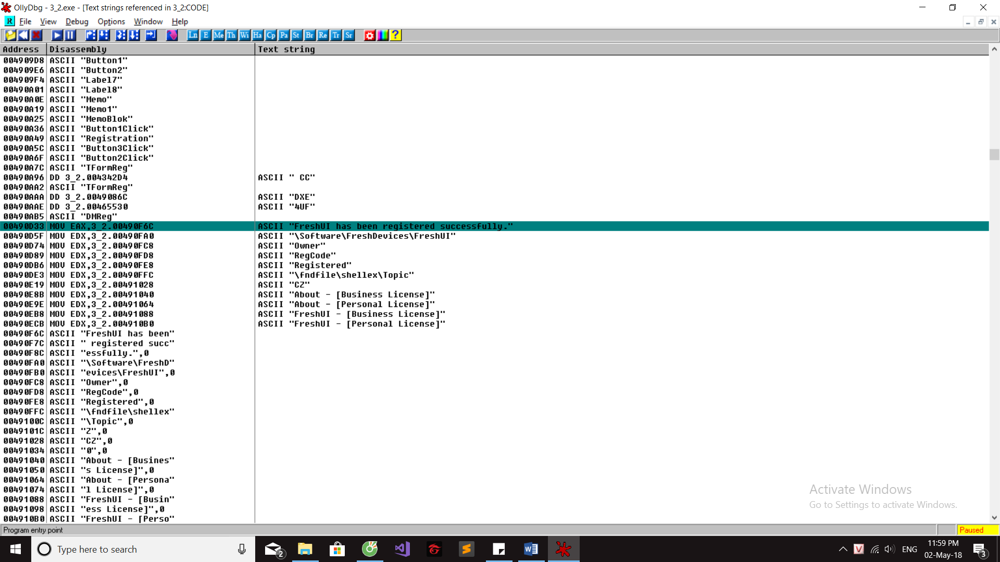 OllyDbg - 3_2.exe - [Text strings referenced in 3_2:CODE]
R File View Debug Options Window Help
Ln E Me Th Wi Ha Cp Pa St Br Re Tr Sr ?
Address Disassembly Text string
004909D8 ASCII "Button1"
004909E6 ASCII "Button2"
004909F4 ASCII "Label7"
00490A01 ASCII "Label8"
00490A0E ASCII "Memo"
00490A19 ASCII "Memo1"
00490A25 ASCII "MemoBlok"
00490A36 ASCII "Button1Click"
00490A49 ASCII "Registration"
00490A5C ASCII "Button3Click"
00490A6F ASCII "Button2Click"
00490A7C ASCII "TFormReg"
00490A96 DD 3_2.004342D4 ASCII " CC"
00490AA2 ASCII "TFormReg"
00490AAA DD 3_2.0049086C ASCII "DXE"
00490AAE DD 3_2.00465530 ASCII "4UF"
00490AB5 ASCII "DMReg"
00490D33 MOV EAX,3_2.00490F6C ASCII "FreshUI has been registered successfully."
00490D5F MOV EDX,3_2.00490FA0 ASCII "\Software\FreshDevices\FreshUI"
00490D74 MOV EDX,3_2.00490FC8 ASCII "Owner"
00490D89 MOV EDX,3_2.00490FD8 ASCII "RegCode"
00490DB6 MOV EDX,3_2.00490FE8 ASCII "Registered"
00490DE3 MOV EDX,3_2.00490FFC ASCII "\fndfile\shellex\Topic"
00490E19 MOV EDX,3_2.00491028 ASCII "CZ"
00490E8B MOV EDX,3_2.00491040 ASCII "About - [Business License]"
00490E9E MOV EDX,3_2.00491064 ASCII "About - [Personal License]"
00490EB8 MOV EDX,3_2.00491088 ASCII "FreshUI - [Business License]"
00490ECB MOV EDX,3_2.004910B0 ASCII "FreshUI - [Personal License]"
00490F6C ASCII "FreshUI has been"
00490F7C ASCII " registered succ"
00490F8C ASCII "essfully.",0
00490FA0 ASCII "\Software\FreshD"
00490FB0 ASCII "evices\FreshUI",0
00490FC8 ASCII "Owner",0
00490FD8 ASCII "RegCode",0
00490FE8 ASCII "Registered",0
00490FFC ASCII "\fndfile\shellex"
0049100C ASCII "\Topic",0
0049101C ASCII "Z",0
00491028 ASCII "CZ",0
00491034 ASCII "0",0
00491040 ASCII "About - [Busines"
00491050 ASCII "s License]",0
00491064 ASCII "About - [Persona"
00491074 ASCII "l License]",0
00491088 ASCII "FreshUI - [Busin"
00491098 ASCII "ess License]",0
004910B0 ASCII "FreshUI - [Perso"
Activate Windows
Go to Settings to activate Windows.
Program entry point Paused
Type here to search 2 ENG 11:59 PM 02-May-18 3